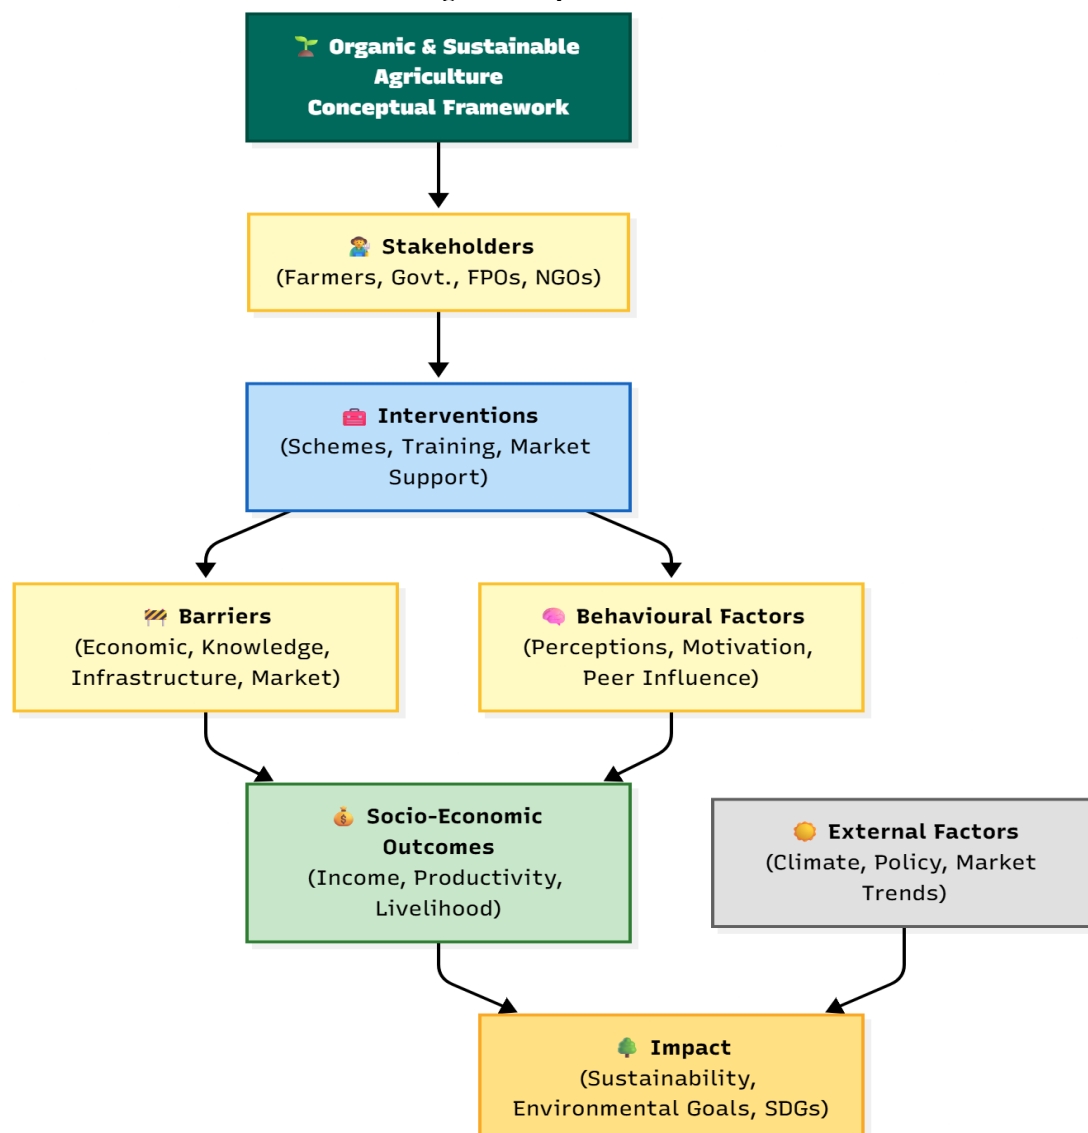 Organic & Sustainable
Agriculture
Conceptual Framework
Stakeholders
(Farmers, Govt., FPOs, NGOs)
Interventions
(Schemes, Training, Market
Support)
Barriers
(Economic, Knowledge,
Infrastructure, Market)
Behavioural Factors
(Perceptions, Motivation,
Peer Influence)
Socio-Economic
Outcomes
(Income, Productivity,
Livelihood)
External Factors
(Climate, Policy, Market
Trends)
Impact
(Sustainability,
Environmental Goals, SDGs)